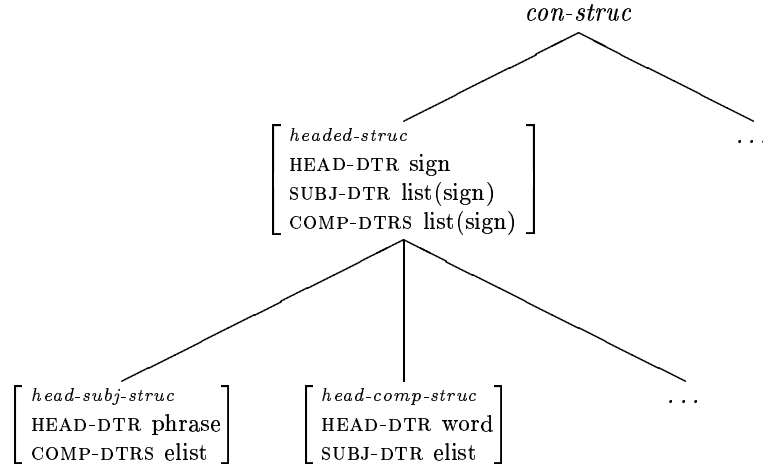 con-struc
headed-struc
HEAD-DTR sign
SUBJ-DTR list(sign)
COMP-DTRS list(sign)
...
head-subj-struc
HEAD-DTR phrase
COMP-DTRS elist
head-comp-struc
HEAD-DTR word
SUBJ-DTR elist
...